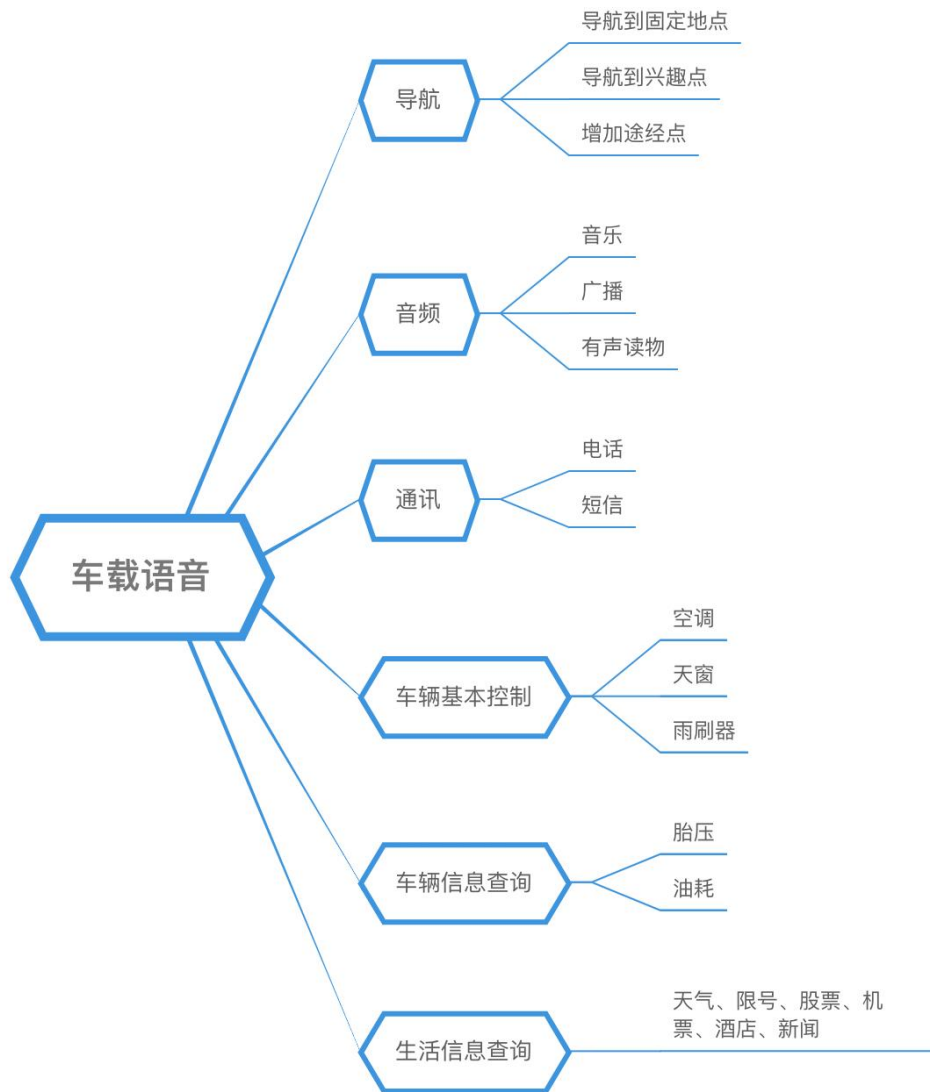 导航到固定地点
导航到兴趣点
增加途经点
导航
音乐
广播
有声读物
音频
电话
短信
通讯
车载语音
空调
天窗
雨刷器
车辆基本控制
胎压
油耗
车辆信息查询
天气、限号、股票、机
票、酒店、新闻
生活信息查询